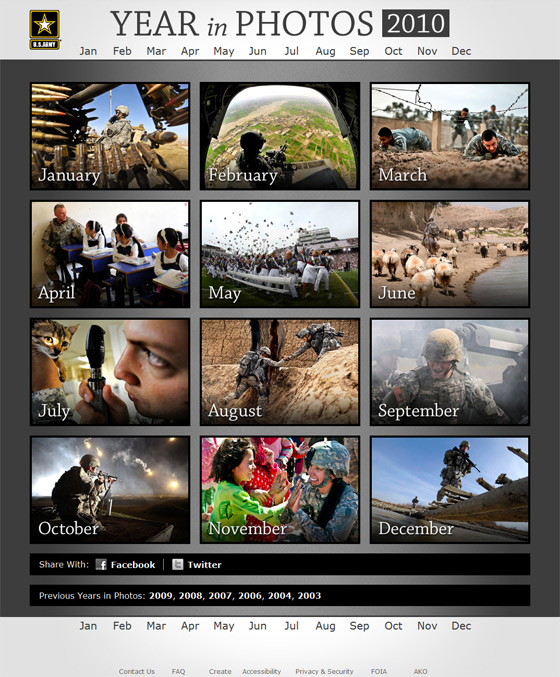 YEAR in PHOTOS 2010
U.S.ARMY
Jan Feb Mar Apr May Jun Jul Aug Sep Oct Nov Dec
January February March
April May June
July August September
October November December
Share With: Facebook | Twitter
Previous Years in Photos: 2009, 2008, 2007, 2006, 2004, 2003
Jan Feb Mar Apr May Jun Jul Aug Sep Oct Nov Dec
Contact Us FAQ Create Accessibility Privacy & Security FOIA AKO